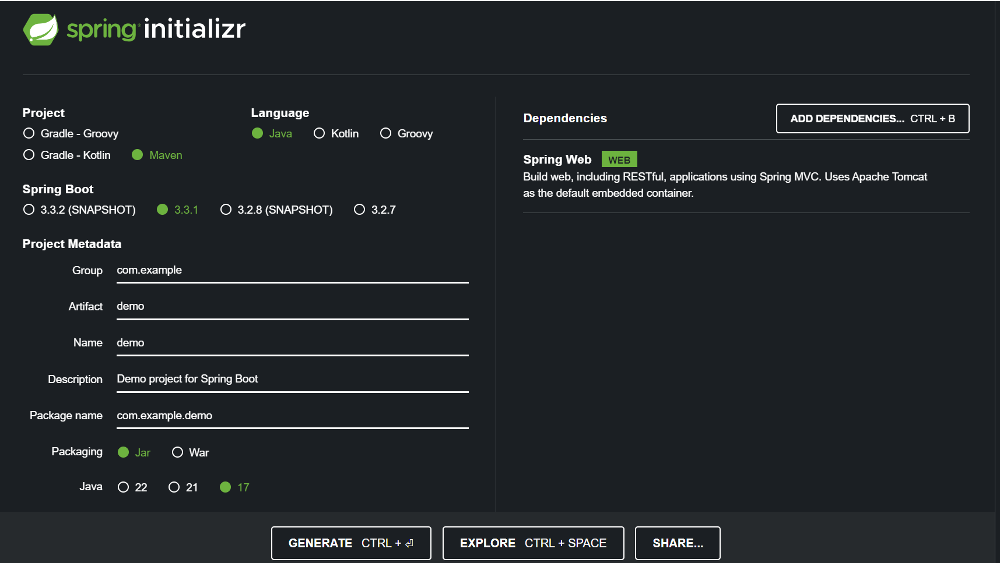 spring initializr
Project
Gradle - Groovy
Gradle - Kotlin Maven
Language
Java Kotlin Groovy
Spring Boot
3.3.2 (SNAPSHOT) 3.3.1 3.2.8 (SNAPSHOT) 3.2.7
Project Metadata
Group com.example
Artifact demo
Name demo
Description Demo project for Spring Boot
Package name com.example.demo
Packaging Jar War
Java 22 21 17
Dependencies
ADD DEPENDENCIES... CTRL + B
Spring Web WEB
Build web, including RESTful, applications using Spring MVC. Uses Apache Tomcat
as the default embedded container.
GENERATE CTRL + ⏎
EXPLORE CTRL + SPACE
SHARE...